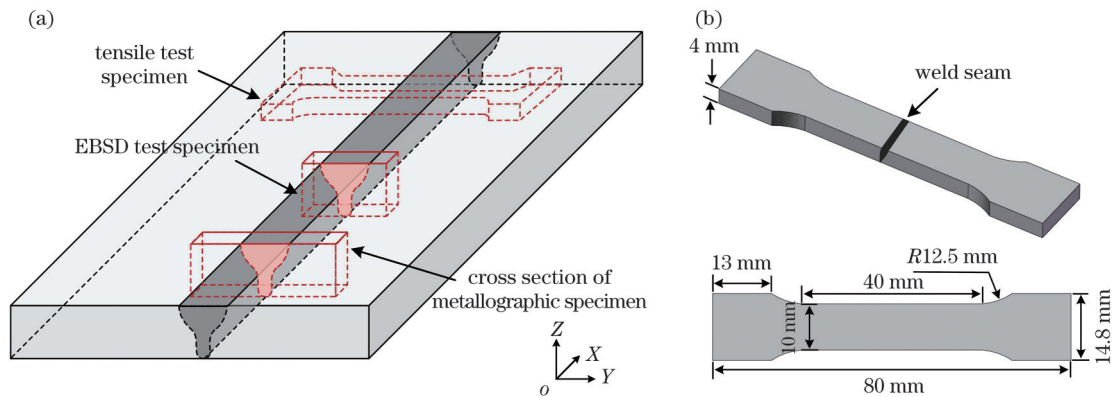 (a)
tensile test
specimen
EBSD test specimen
cross section of
metallographic specimen
Z
X
Y
o
(b)
4 mm
weld seam
13 mm
R12.5 mm
40 mm
10 mm
14.8 mm
80 mm